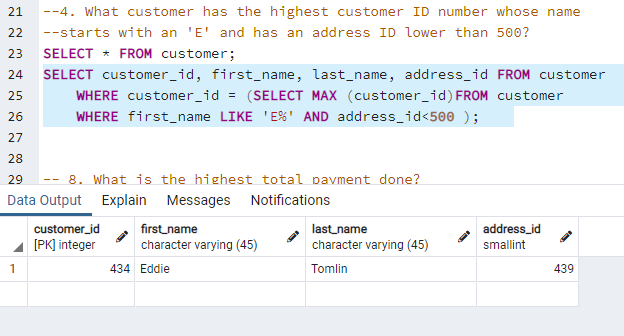 21 --4. What customer has the highest customer ID number whose name
22 --starts with an 'E' and has an address ID lower than 500?
23 SELECT * FROM customer;
24 SELECT customer_id, first_name, last_name, address_id FROM customer
25 WHERE customer_id = (SELECT MAX (customer_id)FROM customer
26 WHERE first_name LIKE 'E%' AND address_id<500 );
27
28
29 -- 8. What is the highest total payment done?
Data Output Explain Messages Notifications
customer_id first_name last_name address_id
[PK] integer character varying (45) character varying (45) smallint
1 434 Eddie Tomlin 439